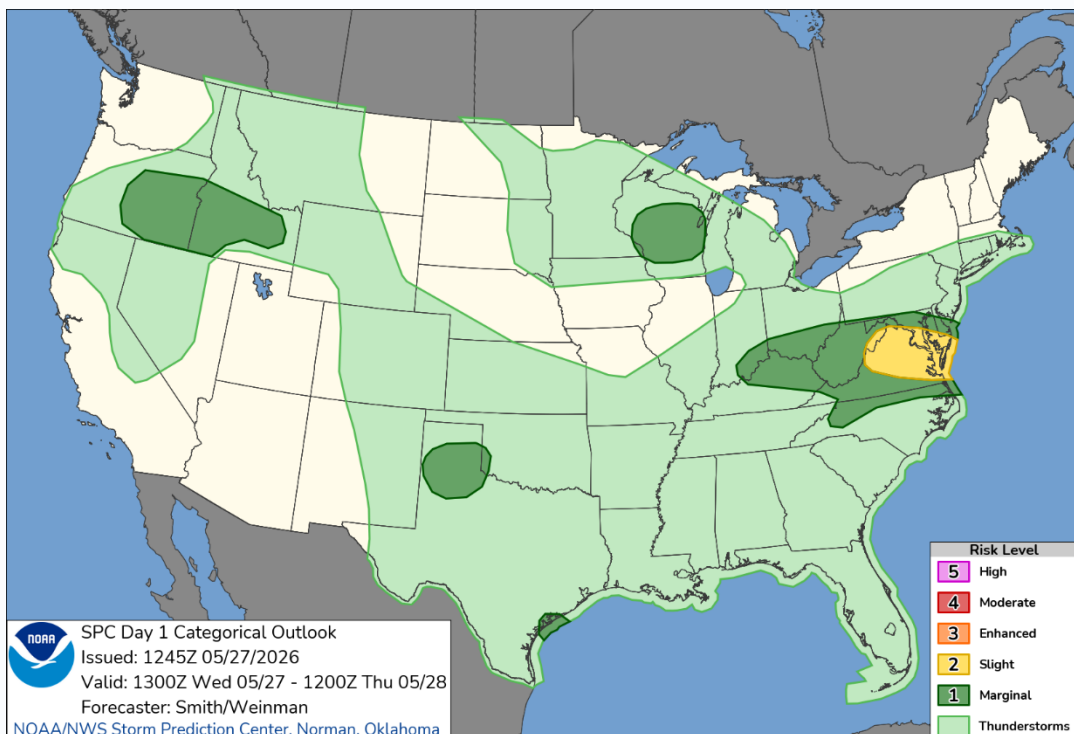 SPC Day 1 Categorical Outlook
Issued: 1245Z 05/27/2026
Valid: 1300Z Wed 05/27 - 1200Z Thu 05/28
Forecaster: Smith/Weinman
NOAA/NWS Storm Prediction Center, Norman, Oklahoma
NOAA
Risk Level
5 High
4 Moderate
3 Enhanced
2 Slight
1 Marginal
Thunderstorms